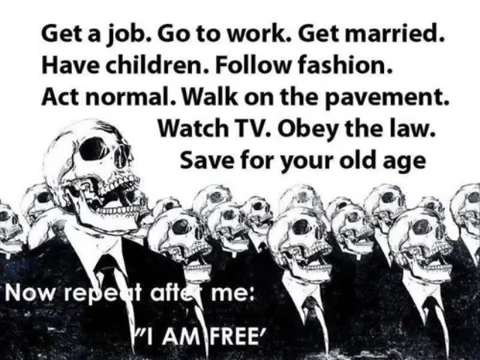 Get a job. Go to work. Get married.
Have children. Follow fashion.
Act normal. Walk on the pavement.
Watch TV. Obey the law.
Save for your old age
Now repeat after me:
"I AM FREE'